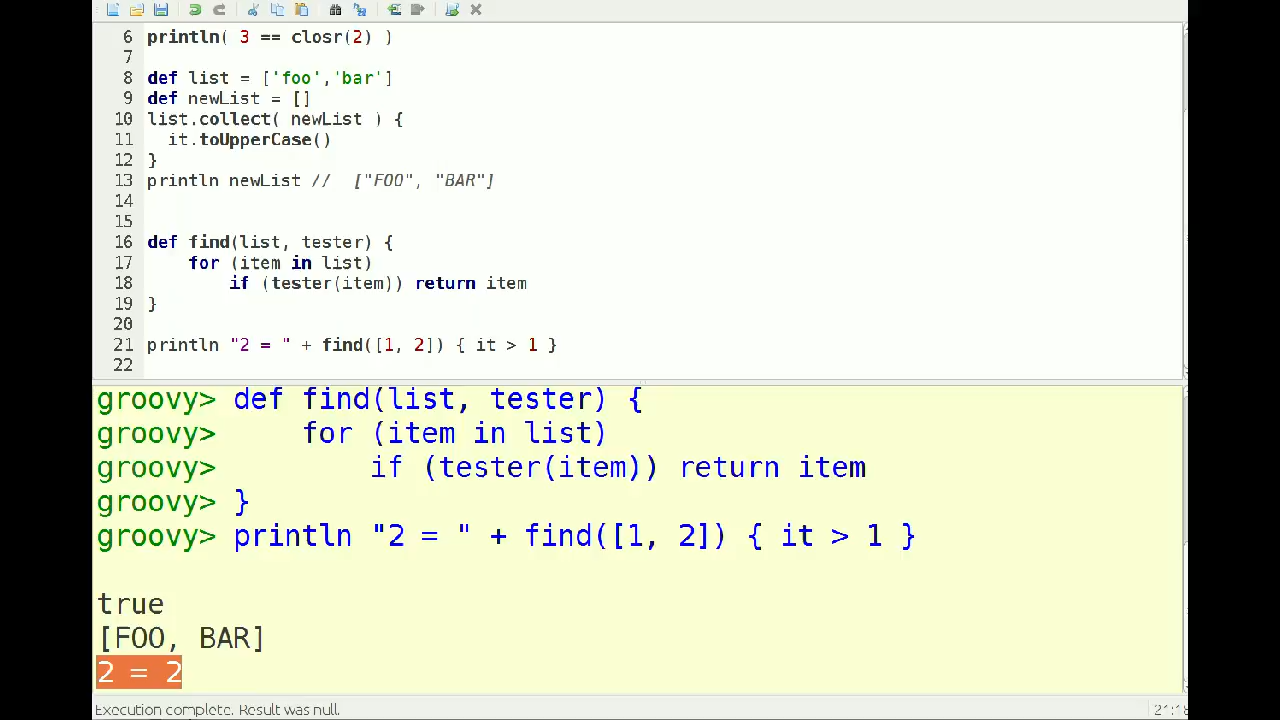 6 println( 3 == closr(2) )
7
8 def list = ['foo','bar']
9 def newList = []
10 list.collect( newList ) {
11   it.toUpperCase()
12 }
13 println newList //  ["FOO", "BAR"]
14
15
16 def find(list, tester) {
17     for (item in list)
18         if (tester(item)) return item
19 }
20
21 println "2 = " + find([1, 2]) { it > 1 }
22
groovy> def find(list, tester) {
groovy>     for (item in list)
groovy>         if (tester(item)) return item
groovy> }
groovy> println "2 = " + find([1, 2]) { it > 1 }
true
[FOO, BAR]
2 = 2
Execution complete. Result was null.